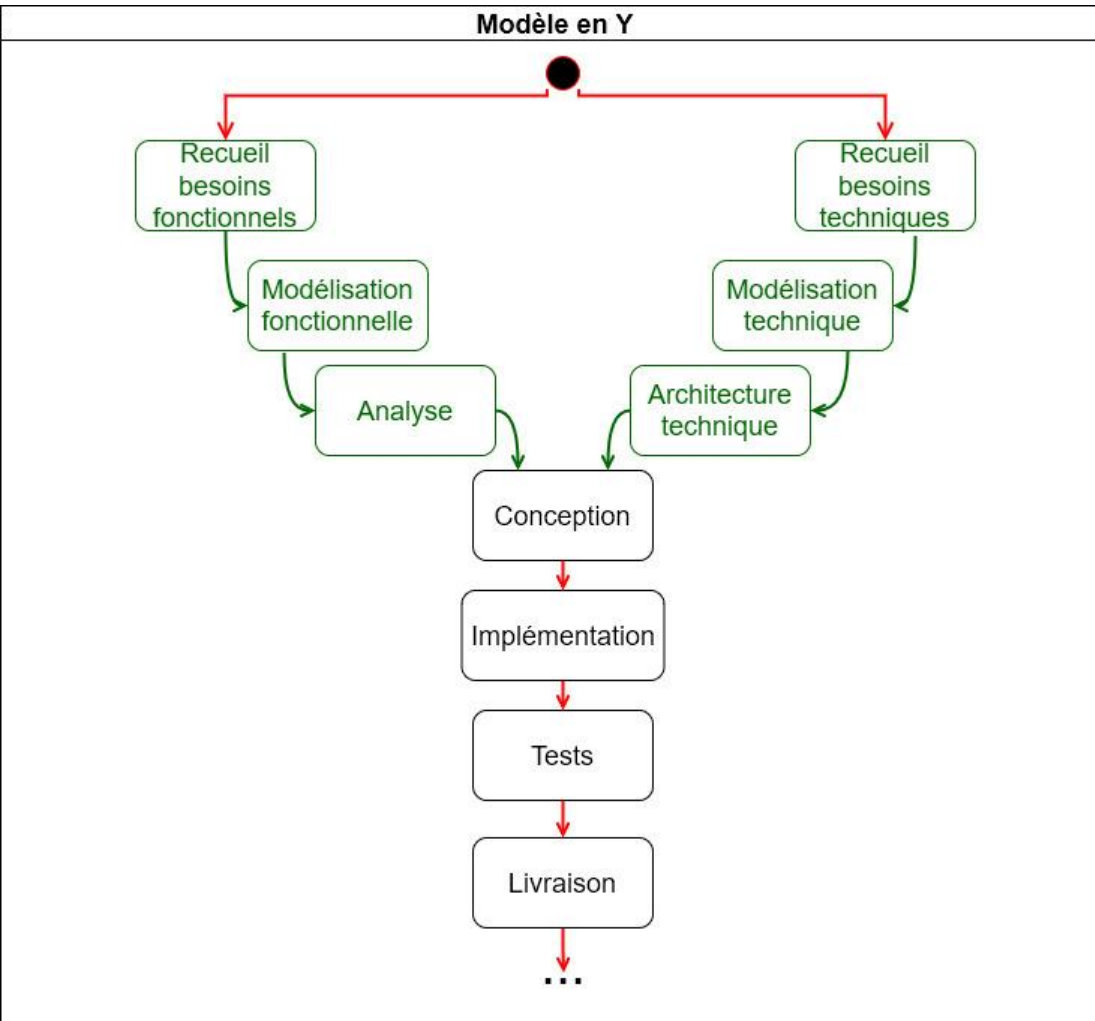 Modèle en Y
Recueil
besoins
fonctionnels
Recueil
besoins
techniques
Modélisation
fonctionnelle
Modélisation
technique
Analyse
Architecture
technique
Conception
Implémentation
Tests
Livraison
...